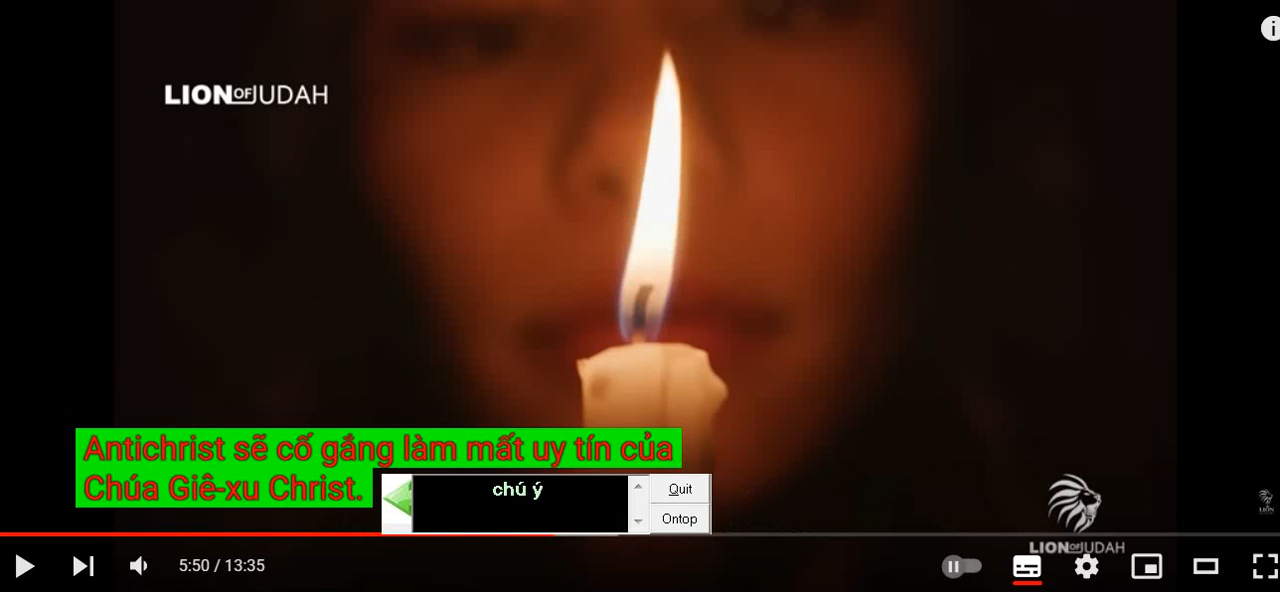 LION OF JUDAH
Antichrist sẽ cố gắng làm mất uy tín của
Chúa Giê-xu Christ.
chú ý
Quit
Ontop
LION OF JUDAH
5:50 / 13:35